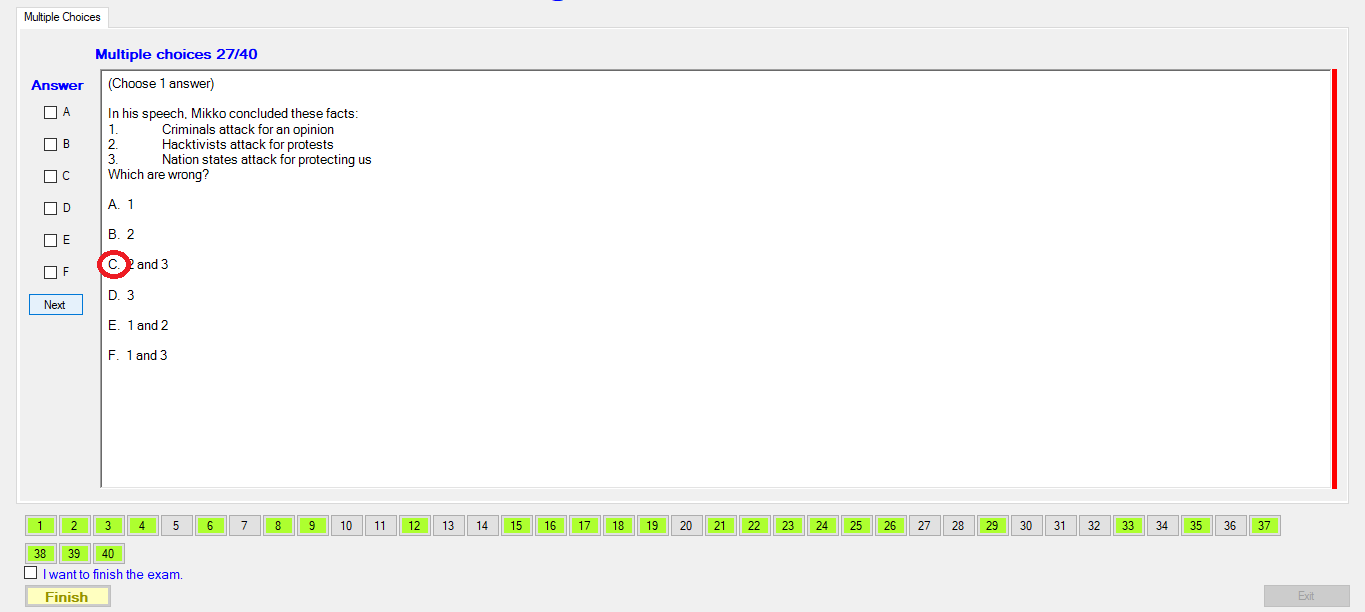 Multiple Choices
Multiple choices 27/40
Answer
A
B
C
D
E
F
Next
(Choose 1 answer)
In his speech, Mikko concluded these facts:
1. Criminals attack for an opinion
2. Hacktivists attack for protests
3. Nation states attack for protecting us
Which are wrong?
A. 1
B. 2
C. 2 and 3
D. 3
E. 1 and 2
F. 1 and 3
1 2 3 4 5 6 7 8 9 10 11 12 13 14 15 16 17 18 19 20 21 22 23 24 25 26 27 28 29 30 31 32 33 34 35 36 37
38 39 40
I want to finish the exam.
Finish
Exit